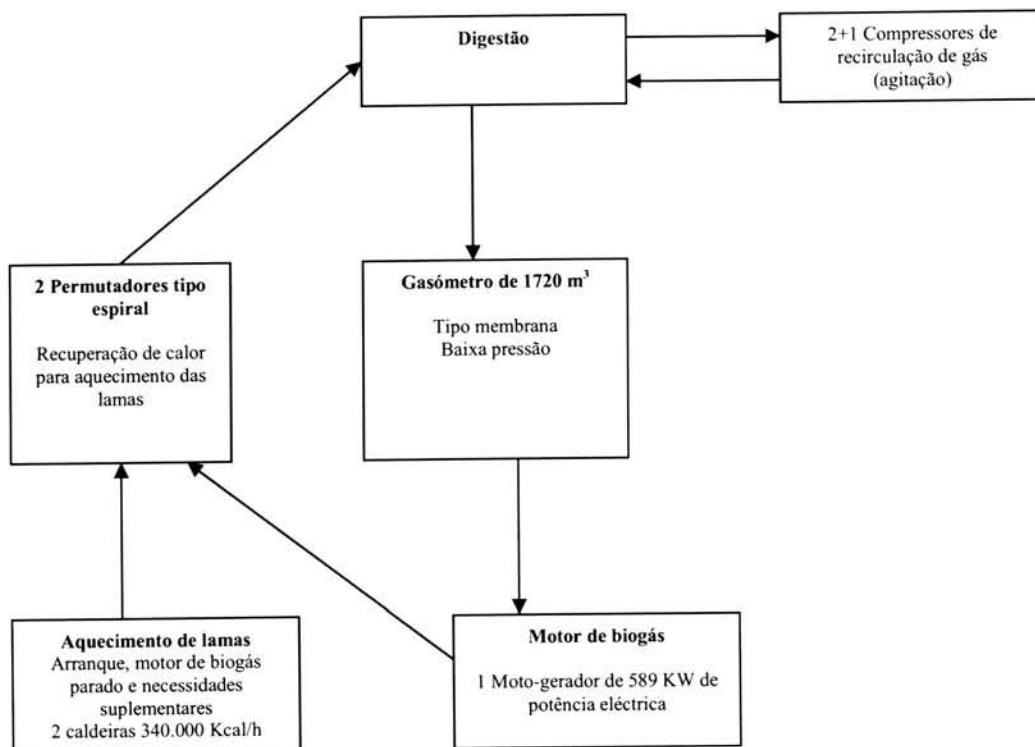 Digestão
2+1 Compressores de
recirculação de gás
(agitação)
2 Permutadores tipo
espiral
Recuperação de calor
para aquecimento das
lamas
Gasómetro de 1720 m³
Tipo membrana
Baixa pressão
Aquecimento de lamas
Arranque, motor de biogás
parado e necessidades
suplementares
2 caldeiras 340.000 Kcal/h
Motor de biogás
1 Moto-gerador de 589 KW de
potência eléctrica